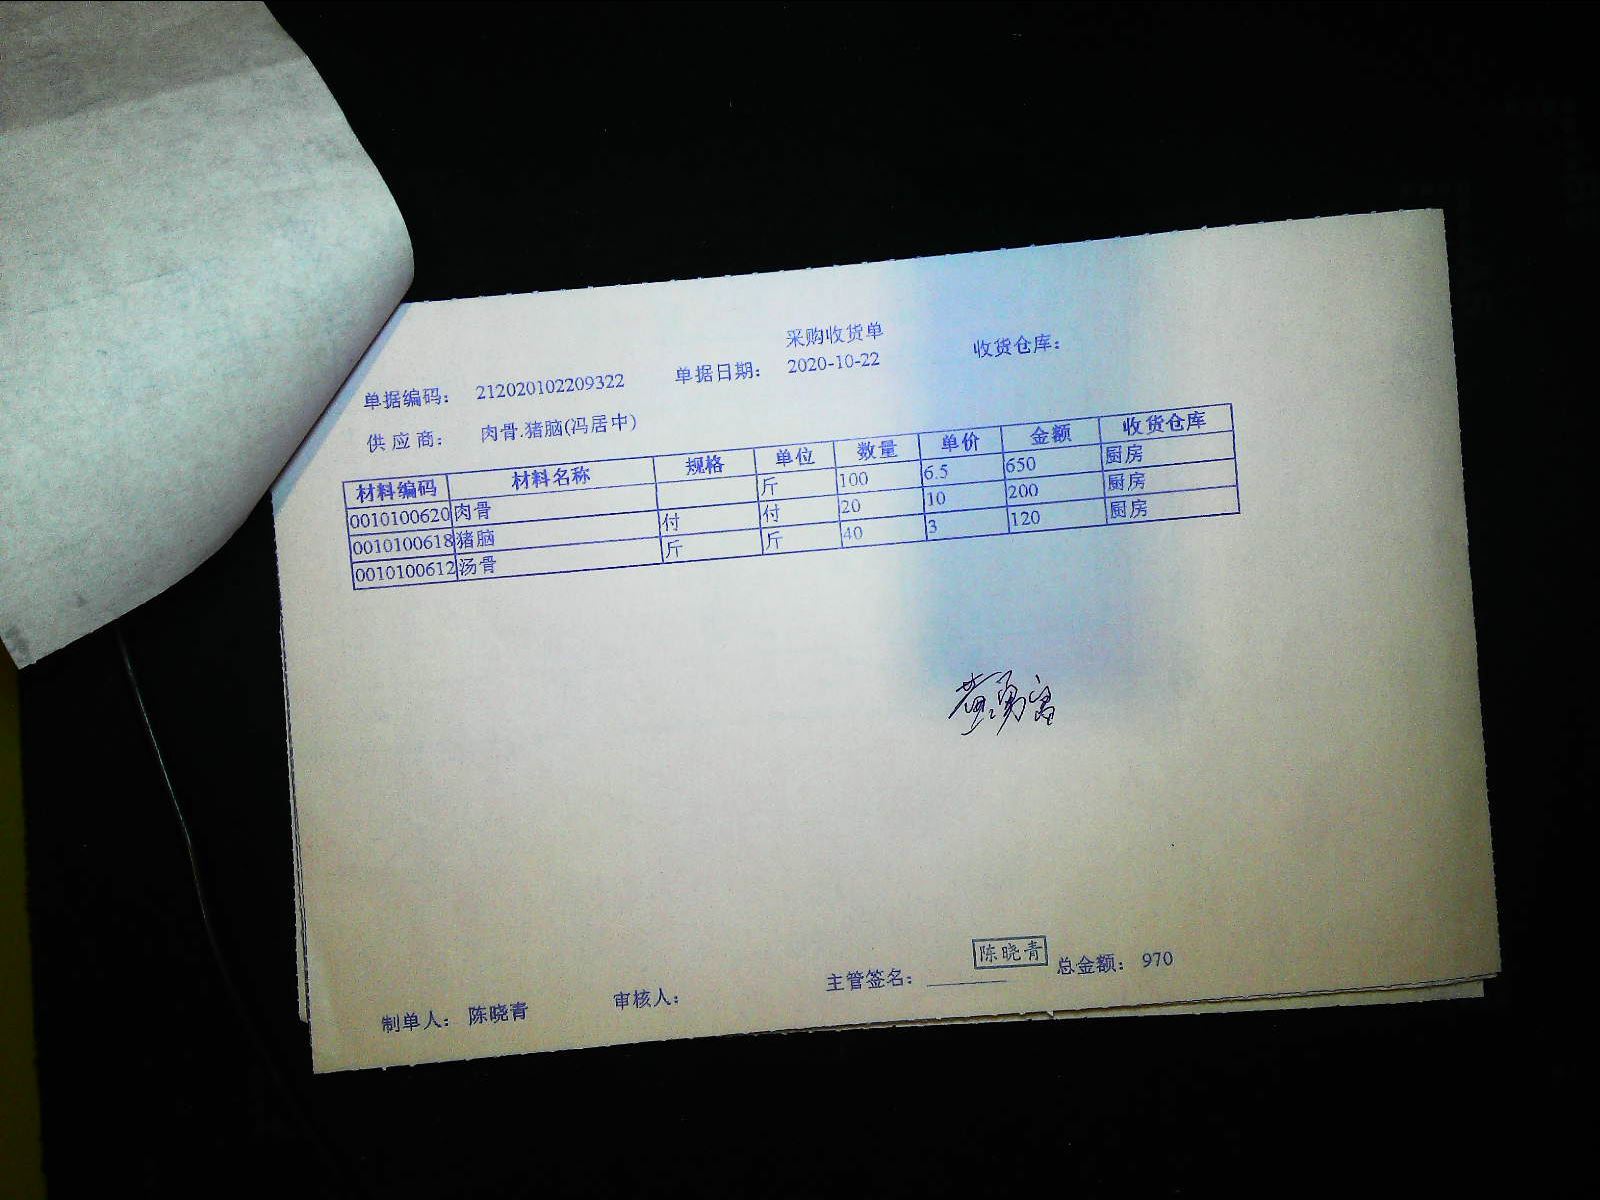 采购收货单
单据编码： 212020102209322 单据日期： 2020-10-22 收货仓库：
供应商： 肉骨.猪脑(冯居中)
材料编码 材料名称 规格 单位 数量 单价 金额 收货仓库
0010100620 肉骨 斤 100 6.5 650 厨房
0010100618 猪脑 付 付 20 10 200 厨房
0010100612 汤骨 斤 斤 40 3 120 厨房
黄勇富
陈晓青
制单人： 陈晓青 审核人： 主管签名： 总金额： 970